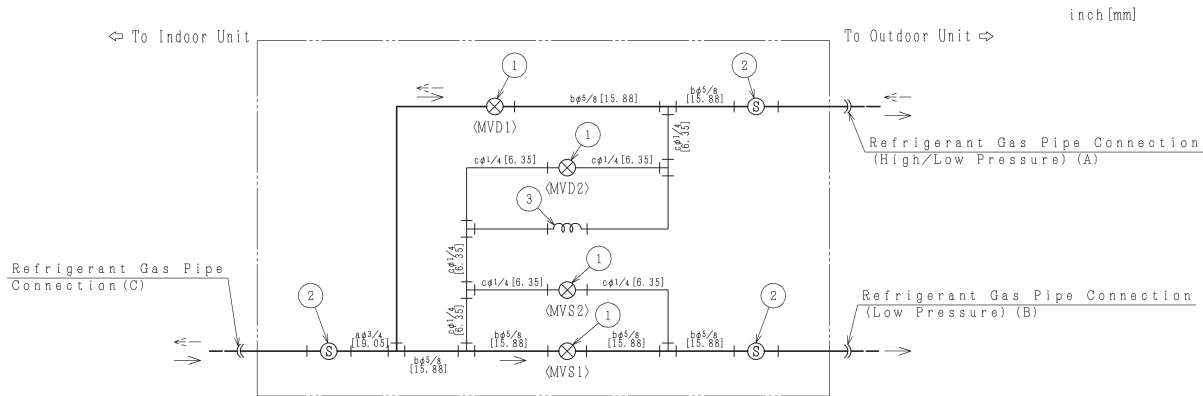 inch[mm]
⇦ To Indoor Unit
To Outdoor Unit ⇨
1
2
bφ5/8[15.88]
bφ5/8
[15.88]
S
<MVD1>
cφ1/4
[6.35]
Refrigerant Gas Pipe Connection
(High/Low Pressure)(A)
1
cφ1/4[6.35]
cφ1/4[6.35]
<MVD2>
3
cφ1/4
[6.35]
Refrigerant Gas Pipe
Connection(C)
1
cφ1/4[6.35]
cφ1/4[6.35]
<MVS2>
Refrigerant Gas Pipe Connection
(Low Pressure)(B)
2
cφ1/4
[6.35]
1
2
S
aφ3/4
[19.05]
bφ5/8
[15.88]
bφ5/8
[15.88]
bφ5/8
[15.88]
bφ5/8
[15.88]
S
<MVS1>